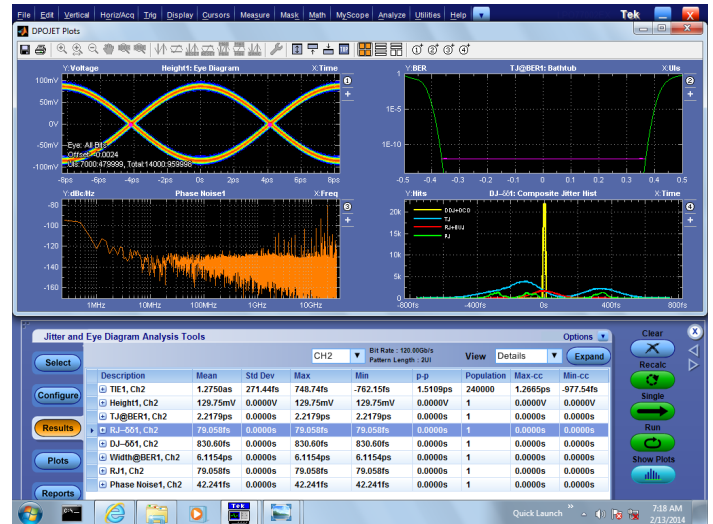 File Edit Vertical Horiz/Acq Trig Display Cursors Measure Mask Math MyScope Analyze Utilities Help Tek X
DPOJET Plots
Y:Voltage Height1: Eye Diagram X:Time
100mV
50mV
0V
-50mV
-100mV
Eye: All Bits
Offset: -0.0024
UIs:7000:479999, Total:14000:959998
-8ps -6ps -4ps -2ps 0s 2ps 4ps 6ps 8ps
1
+
Y:BER TJ@BER1: Bathtub X:UIs
1
1E-5
1E-10
-0.5 -0.4 -0.3 -0.2 -0.1 0 0.1 0.2 0.3 0.4 0.5
2
+
Y:dBc/Hz Phase Noise1 X:Freq
-80
-100
-120
-140
-160
1MHz 10MHz 100MHz 1GHz 10GHz
3
+
Y:Hits DJ-δδ1: Composite Jitter Hist X:Time
20k
15k
10k
5k
0
DDJ+DCD
TJ
RJ+BUJ
PJ
-800fs -400fs 0s 400fs 800fs
4
+
Jitter and Eye Diagram Analysis Tools Options
Select
Configure
Results
Plots
Reports
CH2 Bit Rate : 120.00Gb/s
Pattern Length : 2UI
View Details Expand
Description Mean Std Dev Max Min p-p Population Max-cc Min-cc
TIE1, Ch2 1.2750as 271.44fs 748.74fs -762.15fs 1.5109ps 240000 1.2665ps -977.54fs
Height1, Ch2 129.75mV 0.0000V 129.75mV 129.75mV 0.0000V 1 0.0000V 0.0000V
TJ@BER1, Ch2 2.2179ps 0.0000s 2.2179ps 2.2179ps 0.0000s 1 0.0000s 0.0000s
RJ–δδ1, Ch2 79.058fs 0.0000s 79.058fs 79.058fs 0.0000s 1 0.0000s 0.0000s
DJ–δδ1, Ch2 830.60fs 0.0000s 830.60fs 830.60fs 0.0000s 1 0.0000s 0.0000s
Width@BER1, Ch2 6.1154ps 0.0000s 6.1154ps 6.1154ps 0.0000s 1 0.0000s 0.0000s
RJ1, Ch2 79.058fs 0.0000s 79.058fs 79.058fs 0.0000s 1 0.0000s 0.0000s
Phase Noise1, Ch2 42.241fs 0.0000s 42.241fs 42.241fs 0.0000s 1 0.0000s 0.0000s
Clear
X
Recalc
Single
Run
Show Plots
Tek
Quick Launch »
7:18 AM
2/13/2014